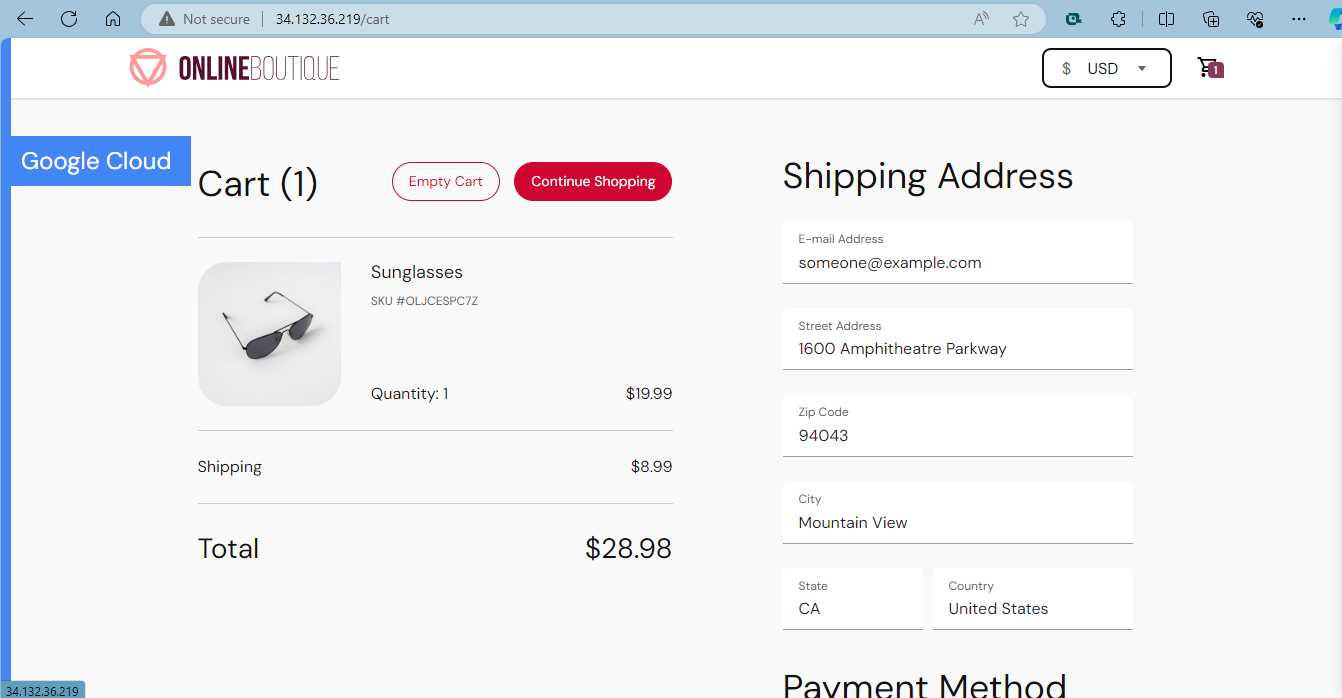 Not secure 34.132.36.219/cart
ONLINEBOUTIQUE
$ USD
1
Google Cloud
Cart (1)
Empty Cart
Continue Shopping
Sunglasses
SKU #OLJCESPC7Z
Quantity: 1 $19.99
Shipping $8.99
Total $28.98
Shipping Address
E-mail Address
someone@example.com
Street Address
1600 Amphitheatre Parkway
Zip Code
94043
City
Mountain View
State
CA
Country
United States
Payment Method
34.132.36.219